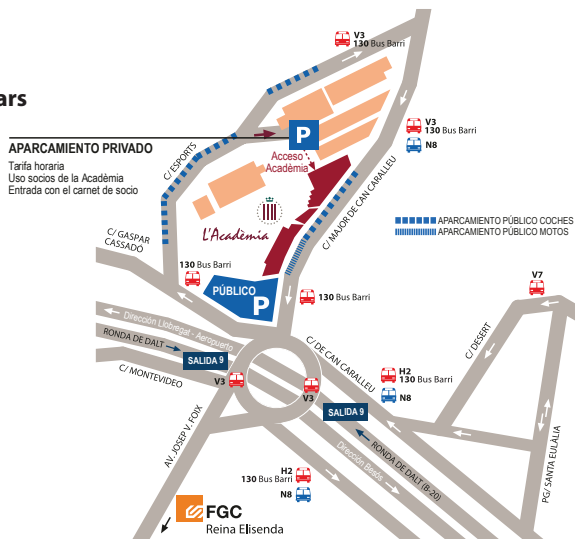 V3
130 Bus Barri
ars
APARCAMIENTO PRIVADO
Tarifa horaria
Uso socios de la Acadèmia
Entrada con el carnet de socio
P
Acceso
Acadèmia
C/ ESPORTS
V3
130 Bus Barri
N8
C/ MAJOR DE CAN CARALLEU
L'Acadèmia
APARCAMIENTO PÚBLICO COCHES
APARCAMIENTO PÚBLICO MOTOS
C/ GASPAR
CASSADÓ
130 Bus Barri
PÚBLICO
P
130 Bus Barri
V7
Dirección Llobregat - Aeropuerto
RONDA DE DALT
SALIDA 9
C/ MONTEVIDEO
V3
V3
C/ DE CAN CARALLEU
C/ DESERT
H2
130 Bus Barri
N8
SALIDA 9
RONDA DE DALT (B-20)
Dirección Besòs
PG/ SANTA EULÀLIA
AV. JOSEP V. FOIX
H2
130 Bus Barri
N8
FGC
Reina Elisenda